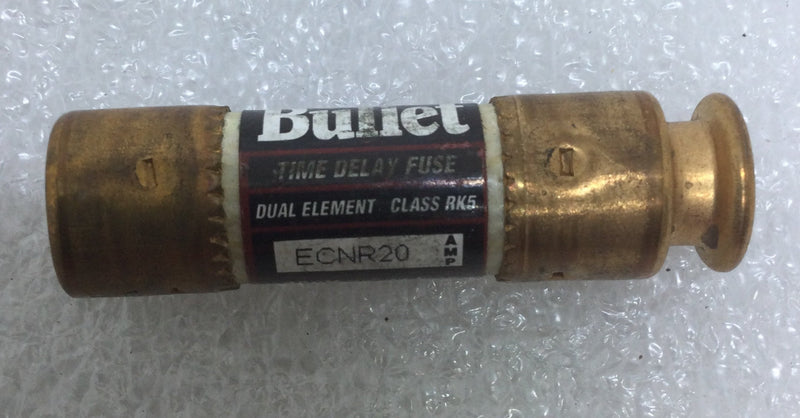 Bullet
TIME DELAY FUSE
DUAL ELEMENT CLASS RK5
ECNR20 AMP